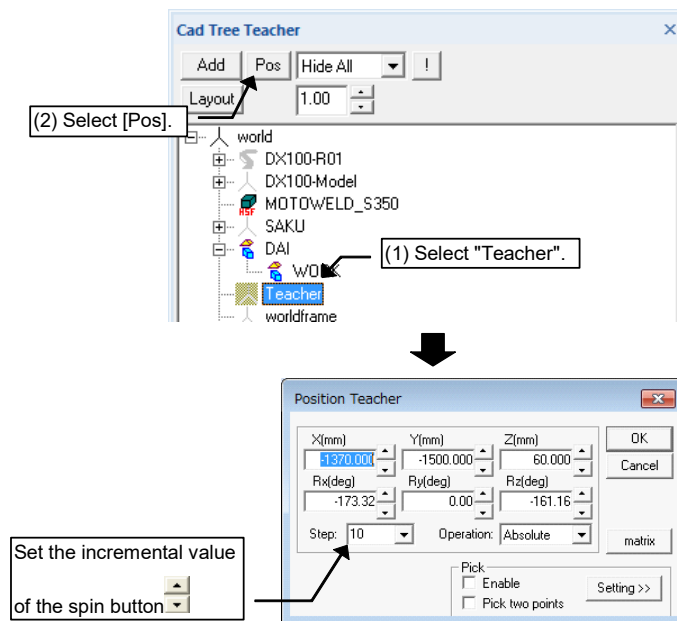 Cad Tree Teacher
Add Pos Hide All !
Layout 1.00
(2) Select [Pos].
world
DX100-R01
DX100-Model
HSF MOTOWELD_S350
SAKU
DAI
(1) Select "Teacher".
WORK
Teacher
worldframe
Position Teacher
X(mm) Y(mm) Z(mm) OK
-1370.000 -1500.000 60.000 Cancel
Rx(deg) Ry(deg) Rz(deg)
-173.32 0.00 -161.16
Step: 10 Operation: Absolute matrix
Set the incremental value
of the spin button
Pick
Enable Setting >>
Pick two points